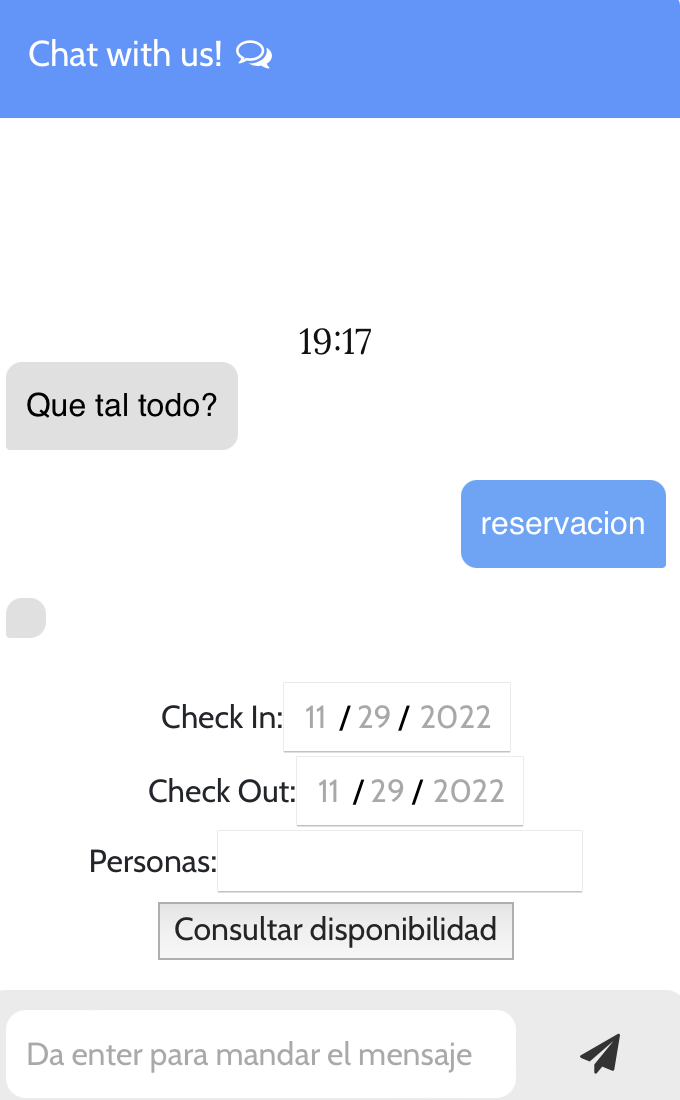 Chat with us!
19:17
Que tal todo?
reservacion
Check In: 11 / 29 / 2022
Check Out: 11 / 29 / 2022
Personas:
Consultar disponibilidad
Da enter para mandar el mensaje